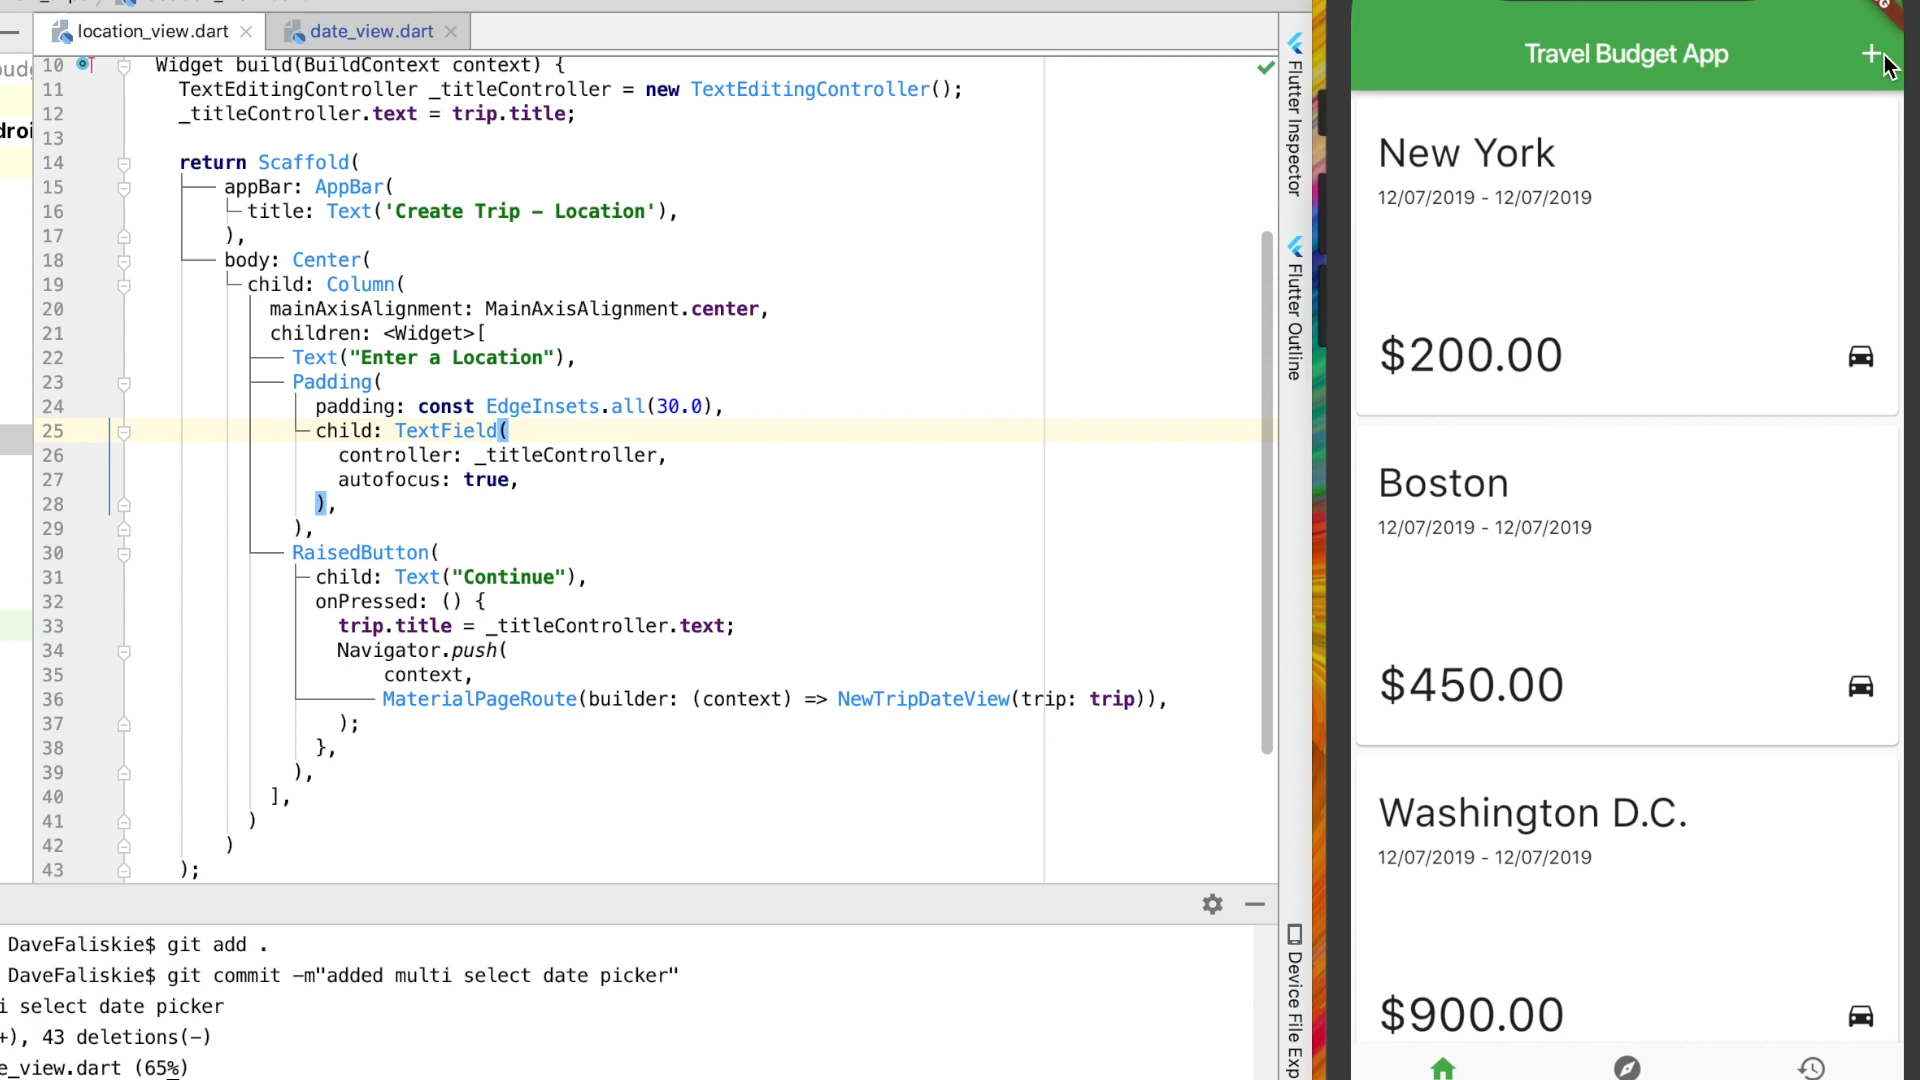 location_view.dart
date_view.dart
10 Widget build(BuildContext context) {
11 TextEditingController _titleController = new TextEditingController();
12 _titleController.text = trip.title;
13
14 return Scaffold(
15 appBar: AppBar(
16 title: Text('Create Trip – Location'),
17 ),
18 body: Center(
19 child: Column(
20 mainAxisAlignment: MainAxisAlignment.center,
21 children: <Widget>[
22 Text("Enter a Location"),
23 Padding(
24 padding: const EdgeInsets.all(30.0),
25 child: TextField(
26 controller: _titleController,
27 autofocus: true,
28 ),
29 ),
30 RaisedButton(
31 child: Text("Continue"),
32 onPressed: () {
33 trip.title = _titleController.text;
34 Navigator.push(
35 context,
36 MaterialPageRoute(builder: (context) => NewTripDateView(trip: trip)),
37 );
38 },
39 ),
40 ],
41 )
42 )
43 );
DaveFaliskie$ git add .
DaveFaliskie$ git commit –m"added multi select date picker"
i select date picker
+), 43 deletions(–)
e_view.dart (65%)
Flutter Inspector
Flutter Outline
Device File Exp
Travel Budget App
New York
12/07/2019 - 12/07/2019
$200.00
Boston
12/07/2019 - 12/07/2019
$450.00
Washington D.C.
12/07/2019 - 12/07/2019
$900.00